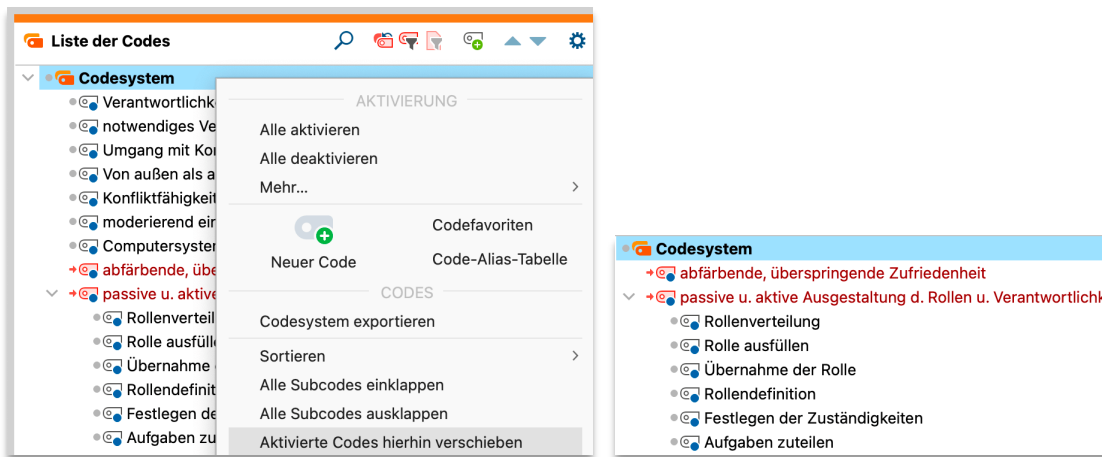 Liste der Codes
Codesystem
Verantwortlichk
notwendiges Ve
Umgang mit Kon
Von außen als a
Konfliktfähigkeit
moderierend ein
Computersystem
abfärbende, übe
passive u. aktive
Rollenverteil
Rolle ausfülle
Übernahme
Rollendefinit
Festlegen de
Aufgaben zu
AKTIVIERUNG
Alle aktivieren
Alle deaktivieren
Mehr...
Neuer Code
Codefavoriten
Code-Alias-Tabelle
CODES
Codesystem exportieren
Sortieren
Alle Subcodes einklappen
Alle Subcodes ausklappen
Aktivierte Codes hierhin verschieben
Codesystem
abfärbende, überspringende Zufriedenheit
passive u. aktive Ausgestaltung d. Rollen u. Verantwortlichk
Rollenverteilung
Rolle ausfüllen
Übernahme der Rolle
Rollendefinition
Festlegen der Zuständigkeiten
Aufgaben zuteilen